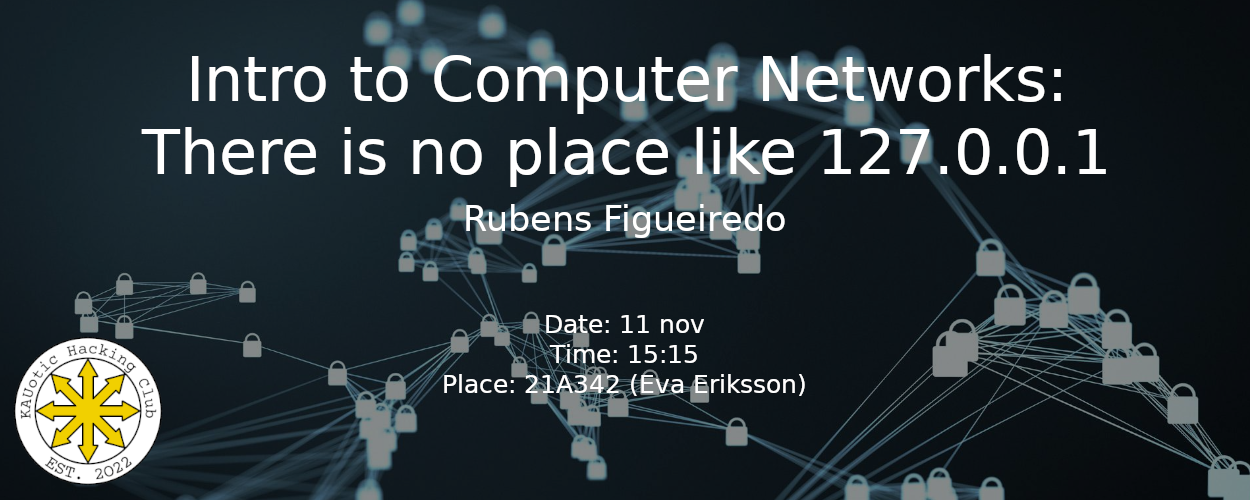 Intro to Computer Networks:
There is no place like 127.0.0.1
Rubens Figueiredo
Date: 11 nov
Time: 15:15
Place: 21A342 (Eva Eriksson)
KAUotic Hacking Club
EST. 2022